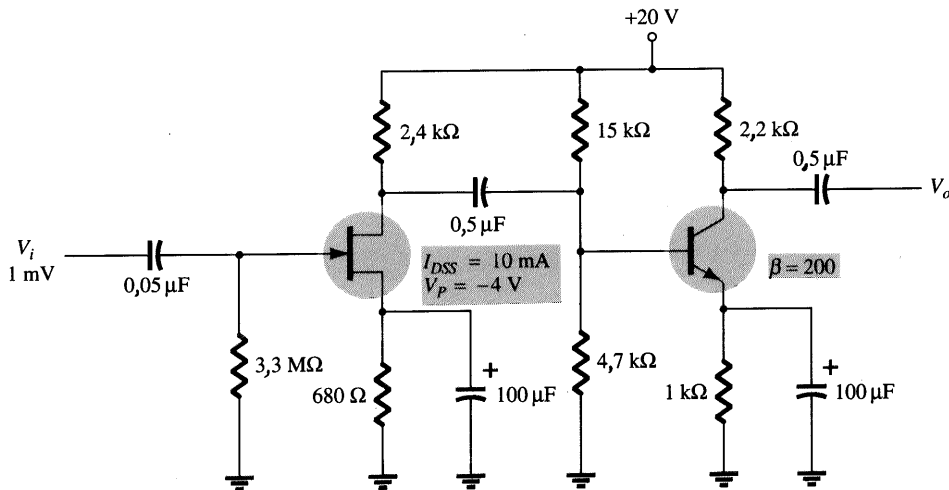 +20 V
2,4 kΩ
15 kΩ
2,2 kΩ
0,5 μF
V_o
0,5 μF
V_i
1 mV
0,05 μF
I_DSS = 10 mA
V_P = −4 V
β = 200
3,3 MΩ
680 Ω
+
100 μF
4,7 kΩ
1 kΩ
+
100 μF